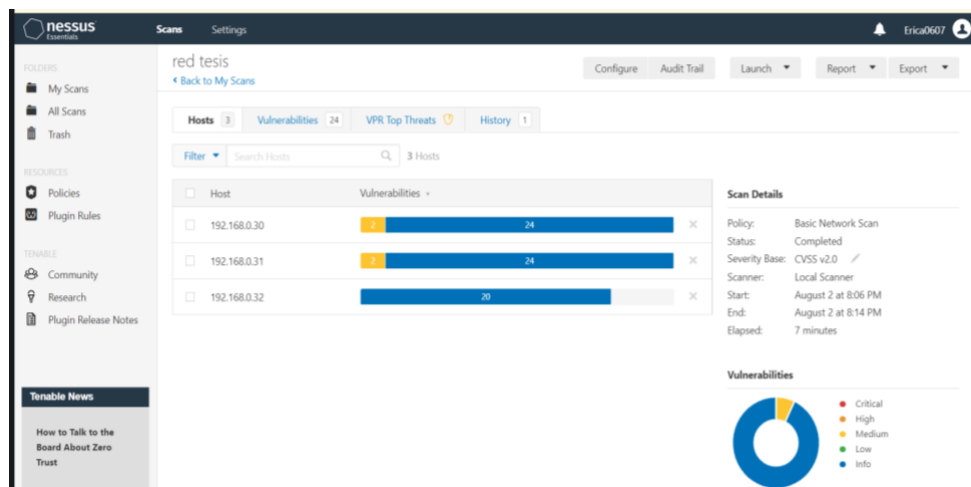 nessus Essentials Scans Settings Erica0607
FOLDERS
My Scans
All Scans
Trash
RESOURCES
Policies
Plugin Rules
TENABLE
Community
Research
Plugin Release Notes
Tenable News
How to Talk to the
Board About Zero
Trust
red tesis
Back to My Scans
Configure Audit Trail Launch Report Export
Hosts 3 Vulnerabilities 24 VPR Top Threats History 1
Filter Search Hosts 3 Hosts
Host Vulnerabilities
192.168.0.30 2 24
192.168.0.31 2 24
192.168.0.32 20
Scan Details
Policy: Basic Network Scan
Status: Completed
Severity Base: CVSS v2.0
Scanner: Local Scanner
Start: August 2 at 8:06 PM
End: August 2 at 8:14 PM
Elapsed: 7 minutes
Vulnerabilities
Critical
High
Medium
Low
Info